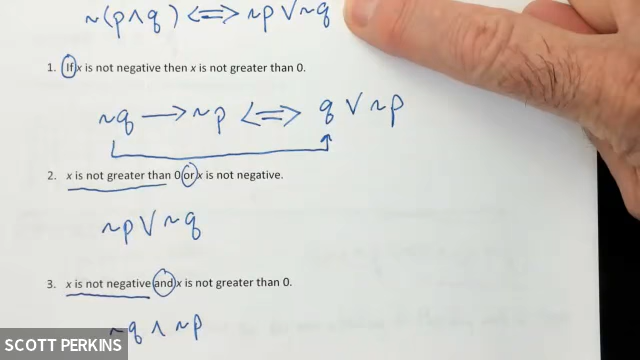 ~(p∧q) <=> ~p∨~q
1. If x is not negative then x is not greater than 0.
~q → ~p <=> q ∨ ~p
2. x is not greater than 0 or x is not negative.
~p∨~q
3. x is not negative and x is not greater than 0.
~q ∧ ~p
SCOTT PERKINS